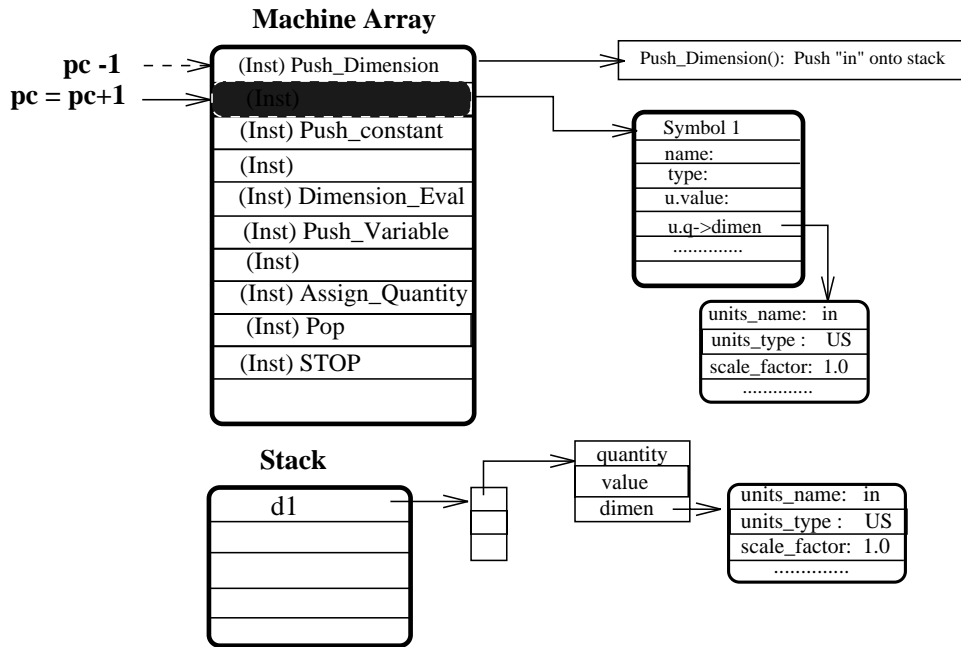 Machine Array
pc -1
(Inst) Push_Dimension
Push_Dimension(): Push "in" onto stack
pc = pc+1
(Inst)
(Inst) Push_constant
(Inst)
(Inst) Dimension_Eval
(Inst) Push_Variable
(Inst)
(Inst) Assign_Quantity
(Inst) Pop
(Inst) STOP
Symbol 1
name:
type:
u.value:
u.q->dimen
..............
units_name: in
units_type : US
scale_factor: 1.0
..............
Stack
d1
quantity
value
dimen
units_name: in
units_type : US
scale_factor: 1.0
..............